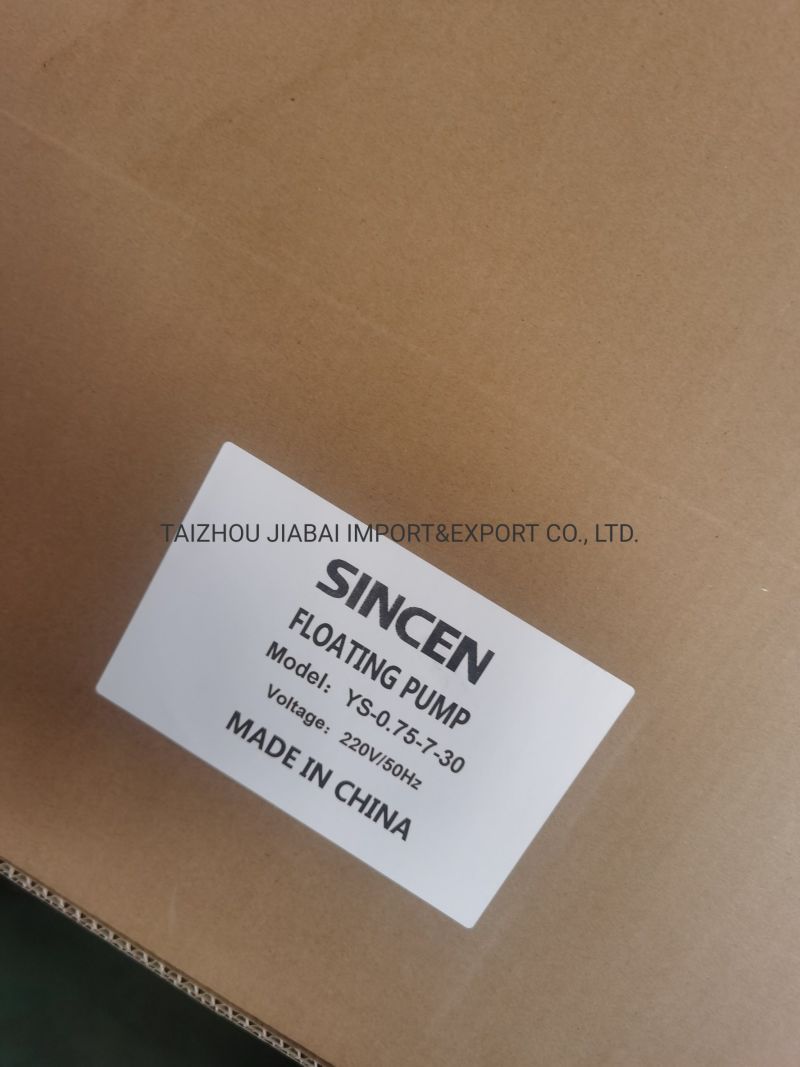 TAIZHOU JIABAI IMPORT&EXPORT CO., LTD.
SINCEN
FLOATING PUMP
Model: YS-0.75-7-30
Voltage: 220V/50Hz
MADE IN CHINA